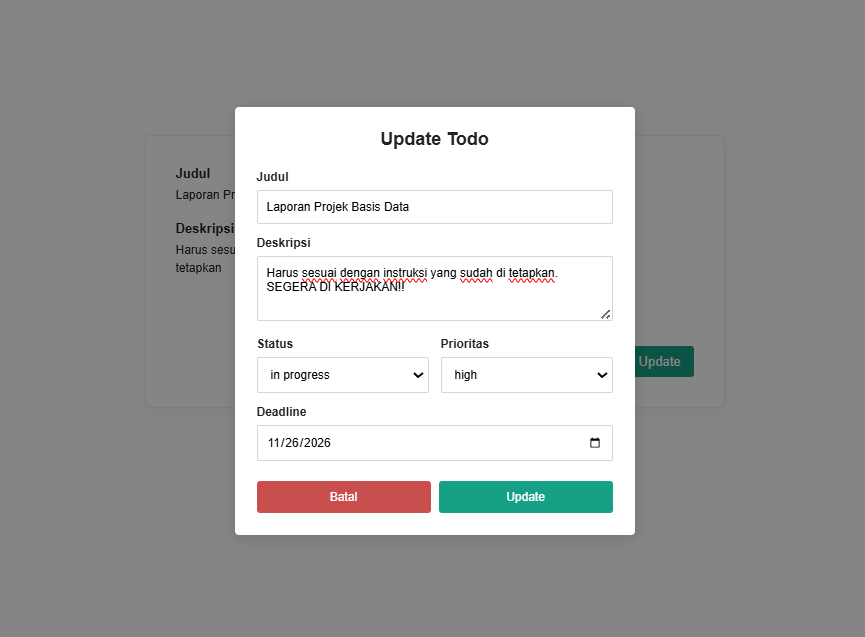 Update Todo
Judul
Laporan Projek Basis Data
Deskripsi
Harus sesuai dengan instruksi yang sudah di tetapkan.
SEGERA DI KERJAKAN!!
Status
Prioritas
in progress
high
Deadline
11/26/2026
Batal
Update
Judul
Laporan Pr
Deskripsi
Harus sesu
tetapkan
Update